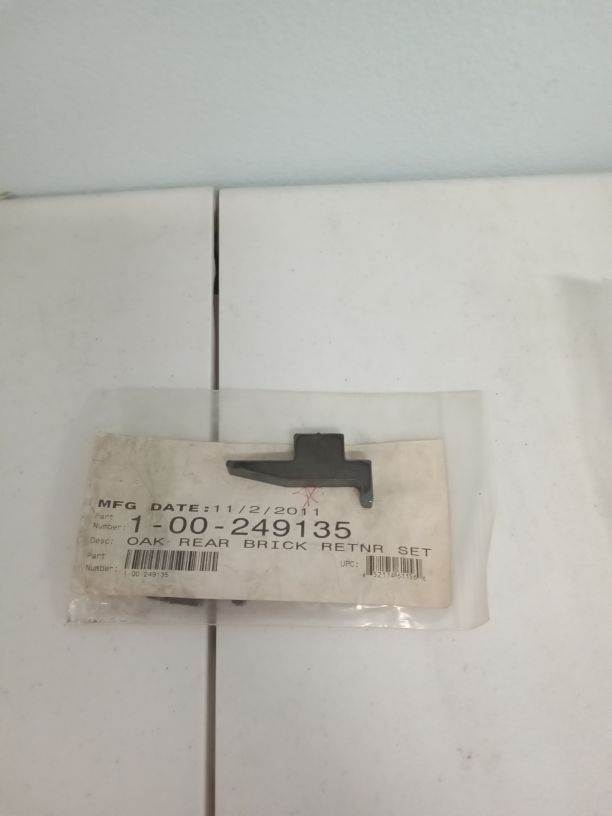 MFG DATE:11/2/2011
Part Number: 1-00-249135
Desc: OAK REAR BRICK RETNR SET
Part Number: UPC:
1 00 249135